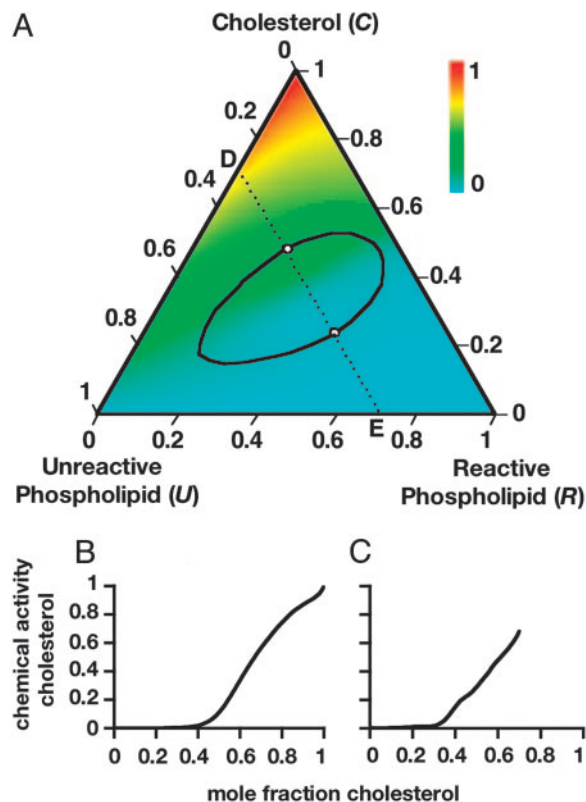 A
Cholesterol (C)
0
1
0.2
0.8
D
0.4
0.6
0.6
0.4
0.8
0.2
1
0
0
0.2
0.4
0.6
E
0.8
1
1
0
Unreactive
Phospholipid (U)
Reactive
Phospholipid (R)
B
C
chemical activity
cholesterol
1
0.8
0.6
0.4
0.2
0
0 0.2 0.4 0.6 0.8 1
0 0.2 0.4 0.6 0.8 1
mole fraction cholesterol